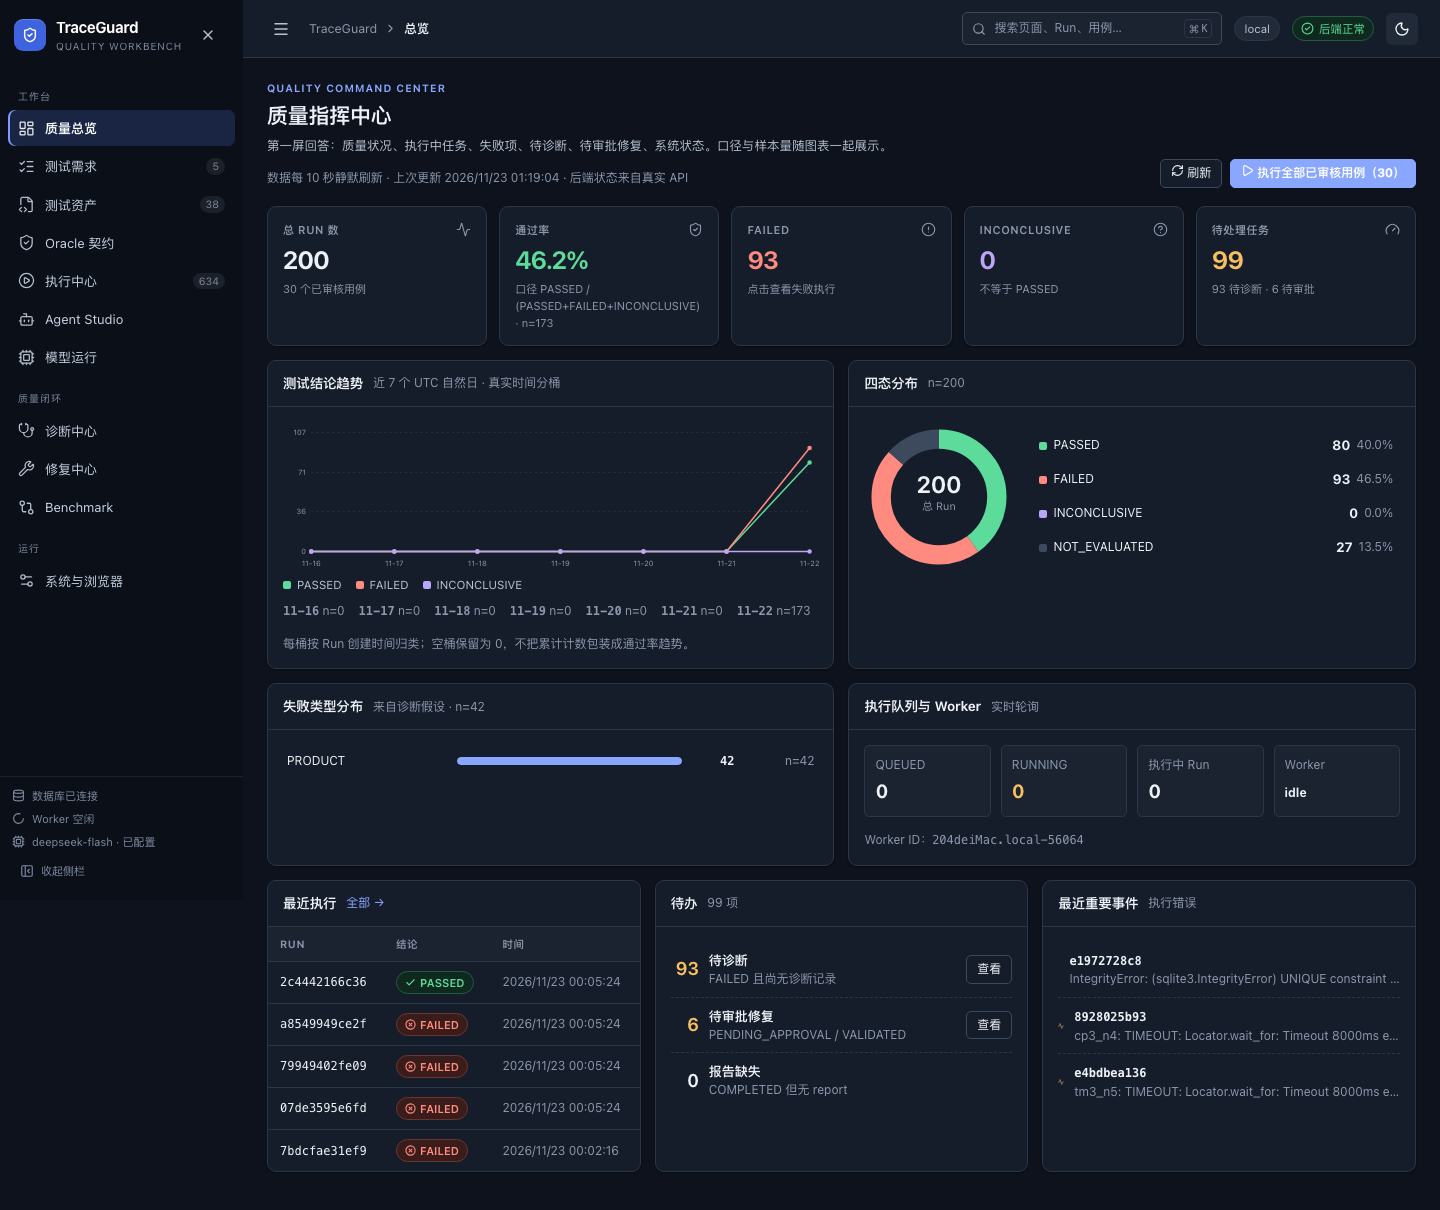 TraceGuard
QUALITY WORKBENCH
工作台
质量总览
测试需求 5
测试资产 38
Oracle 契约
执行中心 634
Agent Studio
模型运行
质量闭环
诊断中心
修复中心
Benchmark
运行
系统与浏览器
数据库已连接
Worker 空闲
deepseek-flash · 已配置
收起侧栏
TraceGuard > 总览
搜索页面、Run、用例... ⌘ K
local
后端正常
QUALITY COMMAND CENTER
质量指挥中心
第一屏回答：质量状况、执行中任务、失败项、待诊断、待审批修复、系统状态。口径与样本量随图表一起展示。
数据每 10 秒静默刷新 · 上次更新 2026/11/23 01:19:04 · 后端状态来自真实 API
刷新
执行全部已审核用例（30）
总 RUN 数
200
30 个已审核用例
通过率
46.2%
口径 PASSED /
(PASSED+FAILED+INCONCLUSIVE)
· n=173
FAILED
93
点击查看失败执行
INCONCLUSIVE
0
不等于 PASSED
待处理任务
99
93 待诊断 · 6 待审批
测试结论趋势 近 7 个 UTC 自然日 · 真实时间分桶
107
71
36
0
11-16 11-17 11-18 11-19 11-20 11-21 11-22
PASSED FAILED INCONCLUSIVE
11-16 n=0 11-17 n=0 11-18 n=0 11-19 n=0 11-20 n=0 11-21 n=0 11-22 n=173
每桶按 Run 创建时间归类；空桶保留为 0，不把累计计数包装成通过率趋势。
四态分布 n=200
200
总 Run
PASSED 80 40.0%
FAILED 93 46.5%
INCONCLUSIVE 0 0.0%
NOT_EVALUATED 27 13.5%
失败类型分布 来自诊断假设 · n=42
PRODUCT 42 n=42
执行队列与 Worker 实时轮询
QUEUED
0
RUNNING
0
执行中 Run
0
Worker
idle
Worker ID: 204deiMac.local-56064
最近执行 全部 →
RUN 结论 时间
2c4442166c36 PASSED 2026/11/23 00:05:24
a8549949ce2f FAILED 2026/11/23 00:05:24
79949402fe09 FAILED 2026/11/23 00:05:24
07de3595e6fd FAILED 2026/11/23 00:05:24
7bdcfae31ef9 FAILED 2026/11/23 00:02:16
待办 99 项
93 待诊断
FAILED 且尚无诊断记录
查看
6 待审批修复
PENDING_APPROVAL / VALIDATED
查看
0 报告缺失
COMPLETED 但无 report
最近重要事件 执行错误
e1972728c8
IntegrityError: (sqlite3.IntegrityError) UNIQUE constraint ...
8928025b93
cp3_n4: TIMEOUT: Locator.wait_for: Timeout 8000ms e...
e4bdbea136
tm3_n5: TIMEOUT: Locator.wait_for: Timeout 8000ms e...